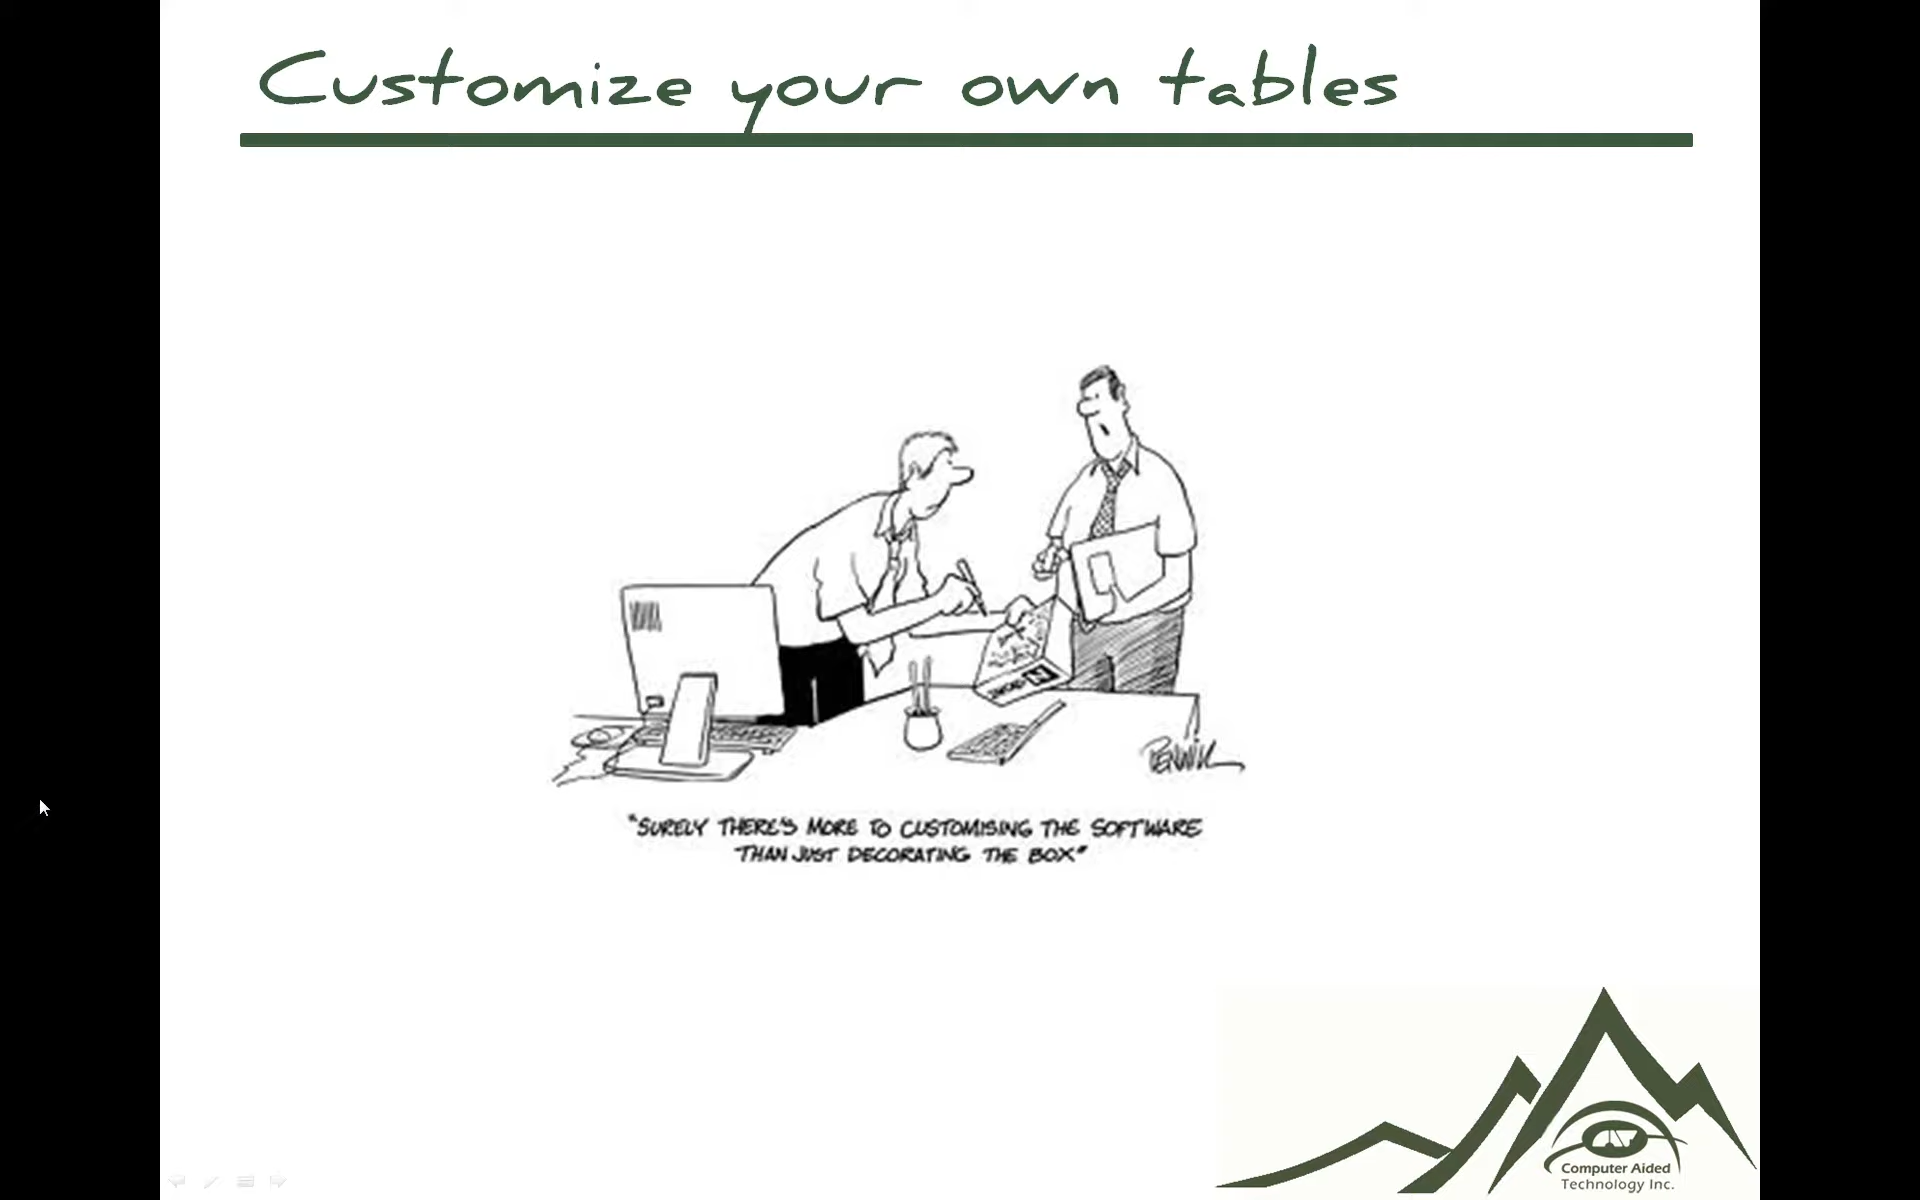 Customize your own tables
PENWILL
"SURELY THERE'S MORE TO CUSTOMISING THE SOFTWARE
THAN JUST DECORATING THE BOX"
Computer Aided
Technology Inc.